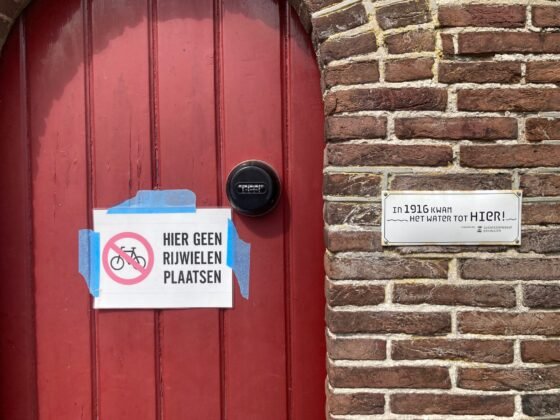 HIER GEEN
RIJWIELEN
PLAATSEN
In 1916 KWAM
HET WATER TOT HIER!